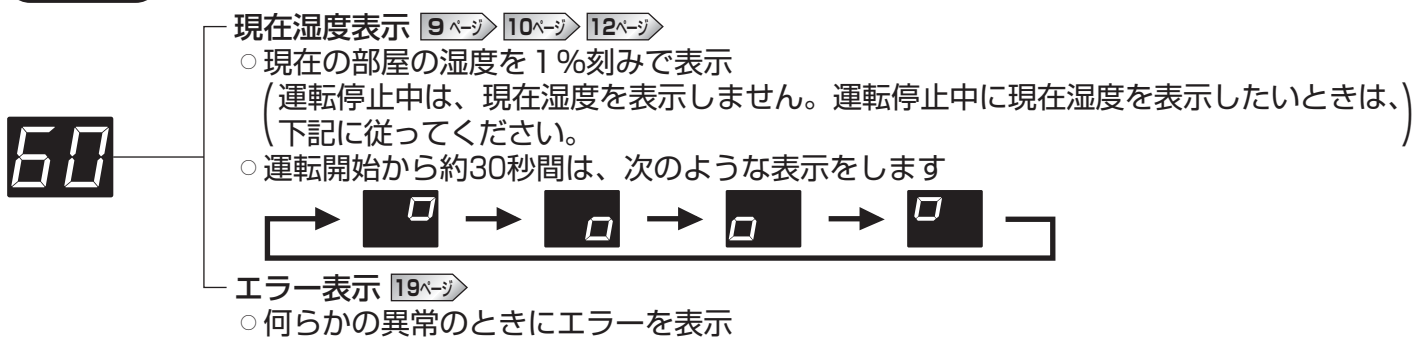 現在湿度表示 9ページ 10ページ 12ページ
○現在の部屋の湿度を1%刻みで表示
(運転停止中は、現在湿度を表示しません。運転停止中に現在湿度を表示したいときは、
下記に従ってください。)
60
○運転開始から約30秒間は、次のような表示をします
エラー表示 19ページ
○何らかの異常のときにエラーを表示